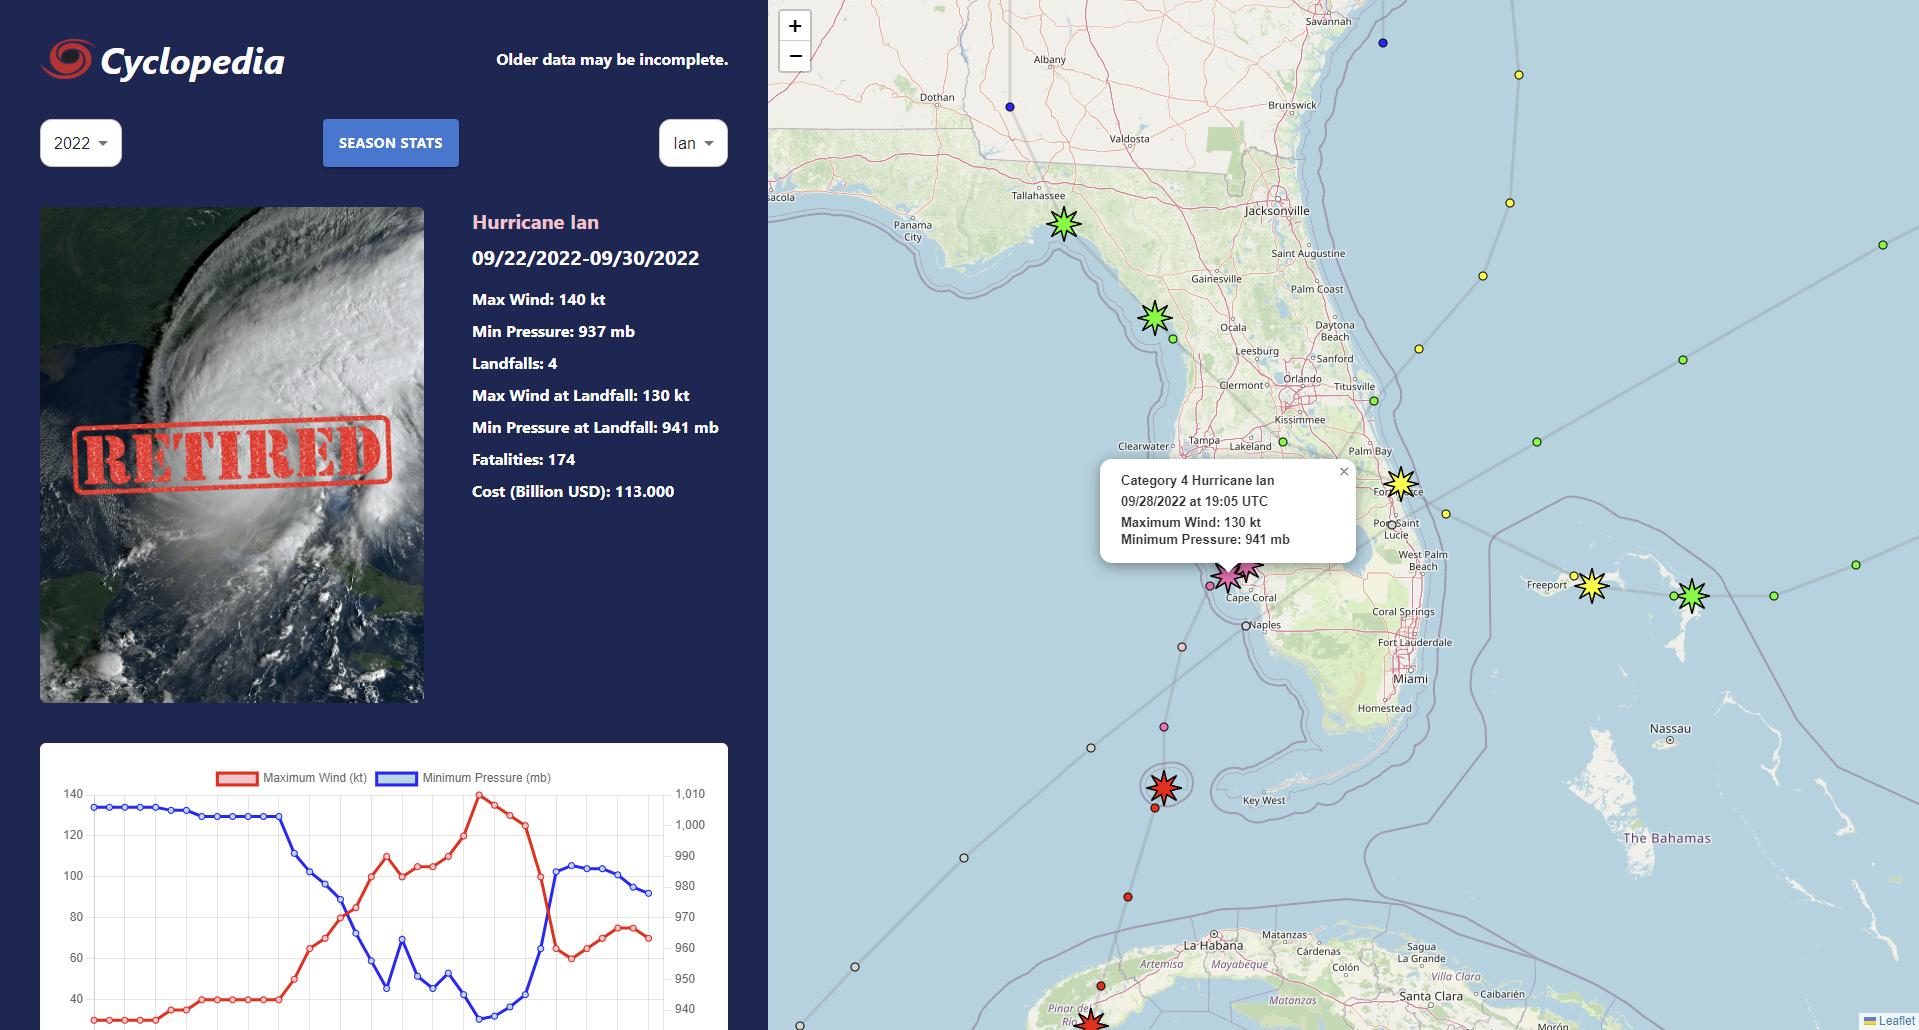 Cyclopedia
Older data may be incomplete.
2022
SEASON STATS
Ian
RETIRED
Hurricane Ian
09/22/2022-09/30/2022
Max Wind: 140 kt
Min Pressure: 937 mb
Landfalls: 4
Max Wind at Landfall: 130 kt
Min Pressure at Landfall: 941 mb
Fatalities: 174
Cost (Billion USD): 113.000
Maximum Wind (kt)
Minimum Pressure (mb)
140
120
100
80
60
40
1,010
1,000
990
980
970
960
950
940
+
−
Savannah
Albany
Dothan
Brunswick
Valdosta
Tallahassee
sacola
Panama
City
Jacksonville
Saint Augustine
Gainesville
Palm Coast
Ocala
Daytona
Beach
Leesburg
Sanford
Clermont
Orlando
Titusville
Kissimmee
Clearwater
Tampa
Lakeland
Palm Bay
×
Category 4 Hurricane Ian
09/28/2022 at 19:05 UTC
Maximum Wind: 130 kt
Minimum Pressure: 941 mb
Port Saint
Lucie
West Palm
Beach
Freeport
Cape Coral
Coral Springs
Naples
Fort Lauderdale
Miami
Homestead
Nassau
Key West
The Bahamas
La Habana
Matanzas
Cárdenas
Sagua
La Grande
Artemisa
Mayabeque
Colón
Villa Clara
Pinar del
Matanzas
Santa Clara
Caibarién
Morón
Leaflet